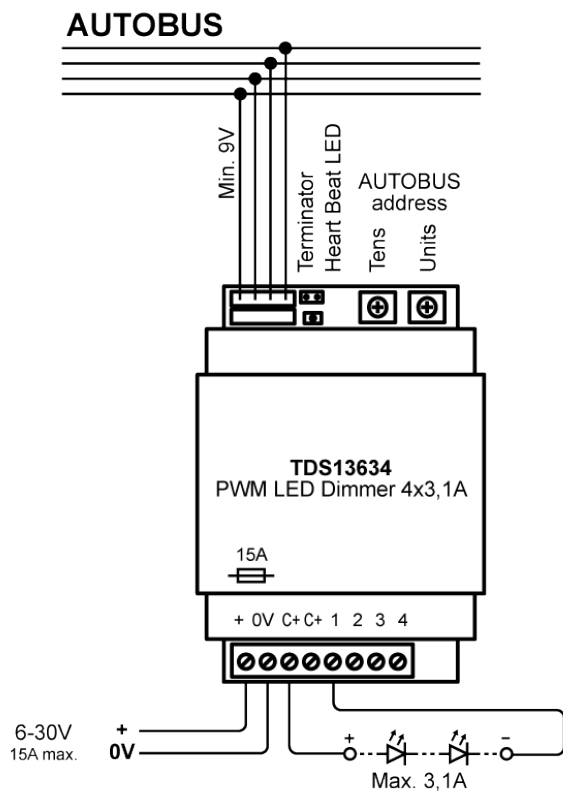 AUTOBUS
Min. 9V
Terminator
Heart Beat LED
AUTOBUS
address
Tens
Units
TDS13634
PWM LED Dimmer 4x3,1A
15A
+ 0V C+ C+ 1 2 3 4
6-30V +
15A max. 0V
+ −
Max. 3,1A